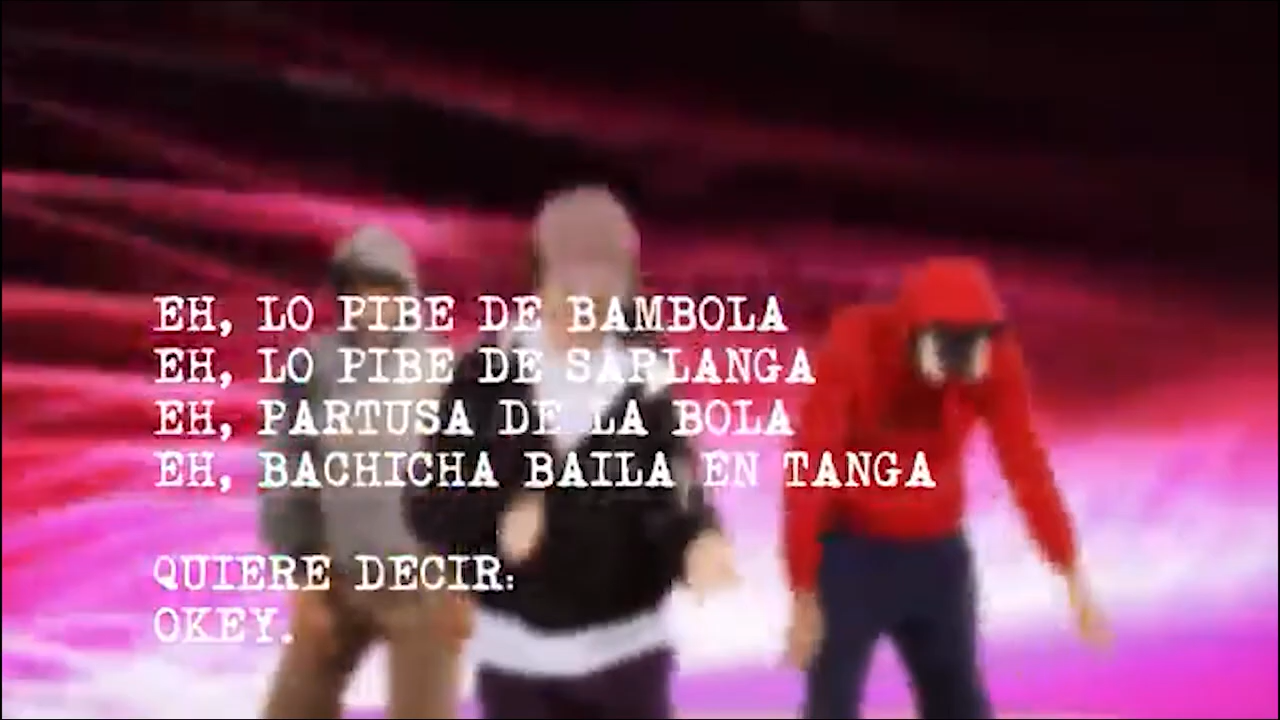 EH, LO PIBE DE BAMBOLA
EH, LO PIBE DE SARLANGA
EH, PARTUSA DE LA BOLA
EH, BACHICHA BAILA EN TANGA
QUIERE DECIR:
OKEY.